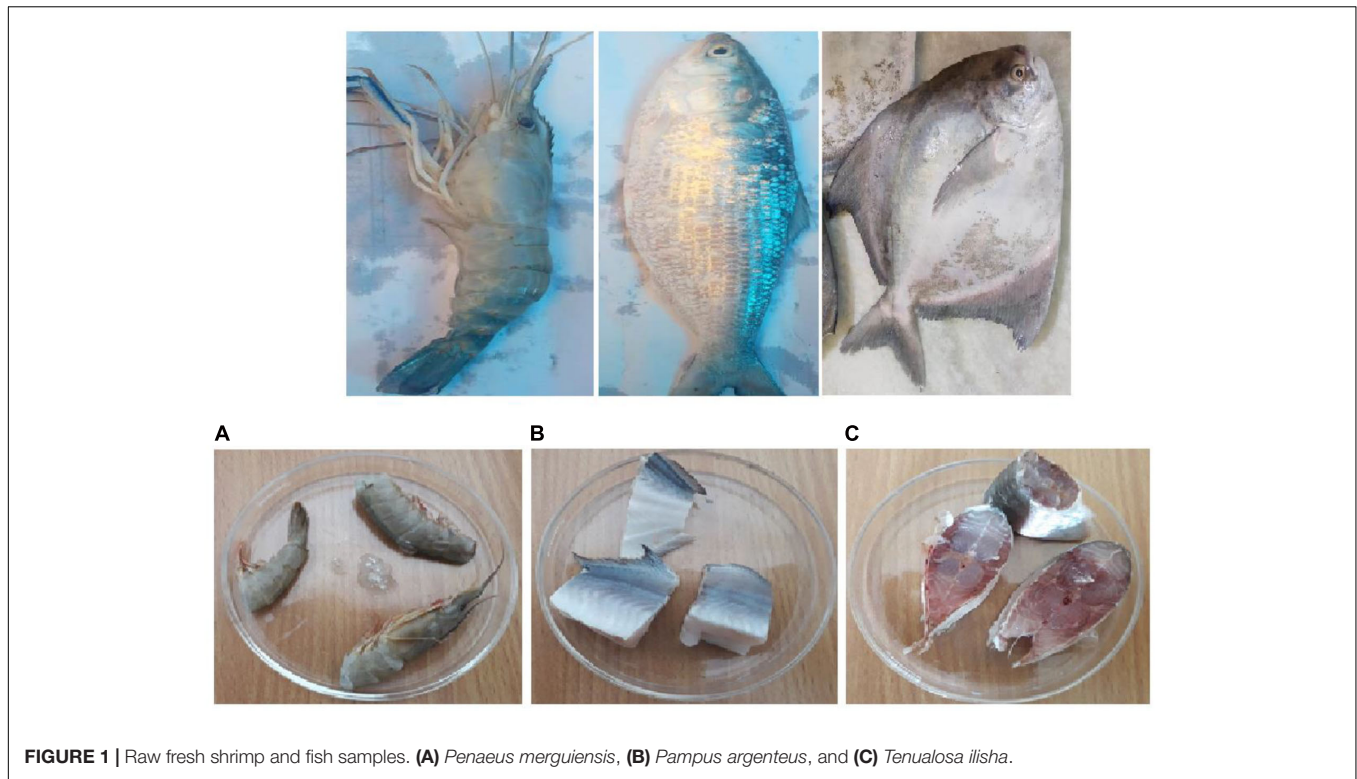 A
B
C
FIGURE 1 | Raw fresh shrimp and fish samples. (A) Penaeus merguiensis, (B) Pampus argenteus, and (C) Tenualosa ilisha.